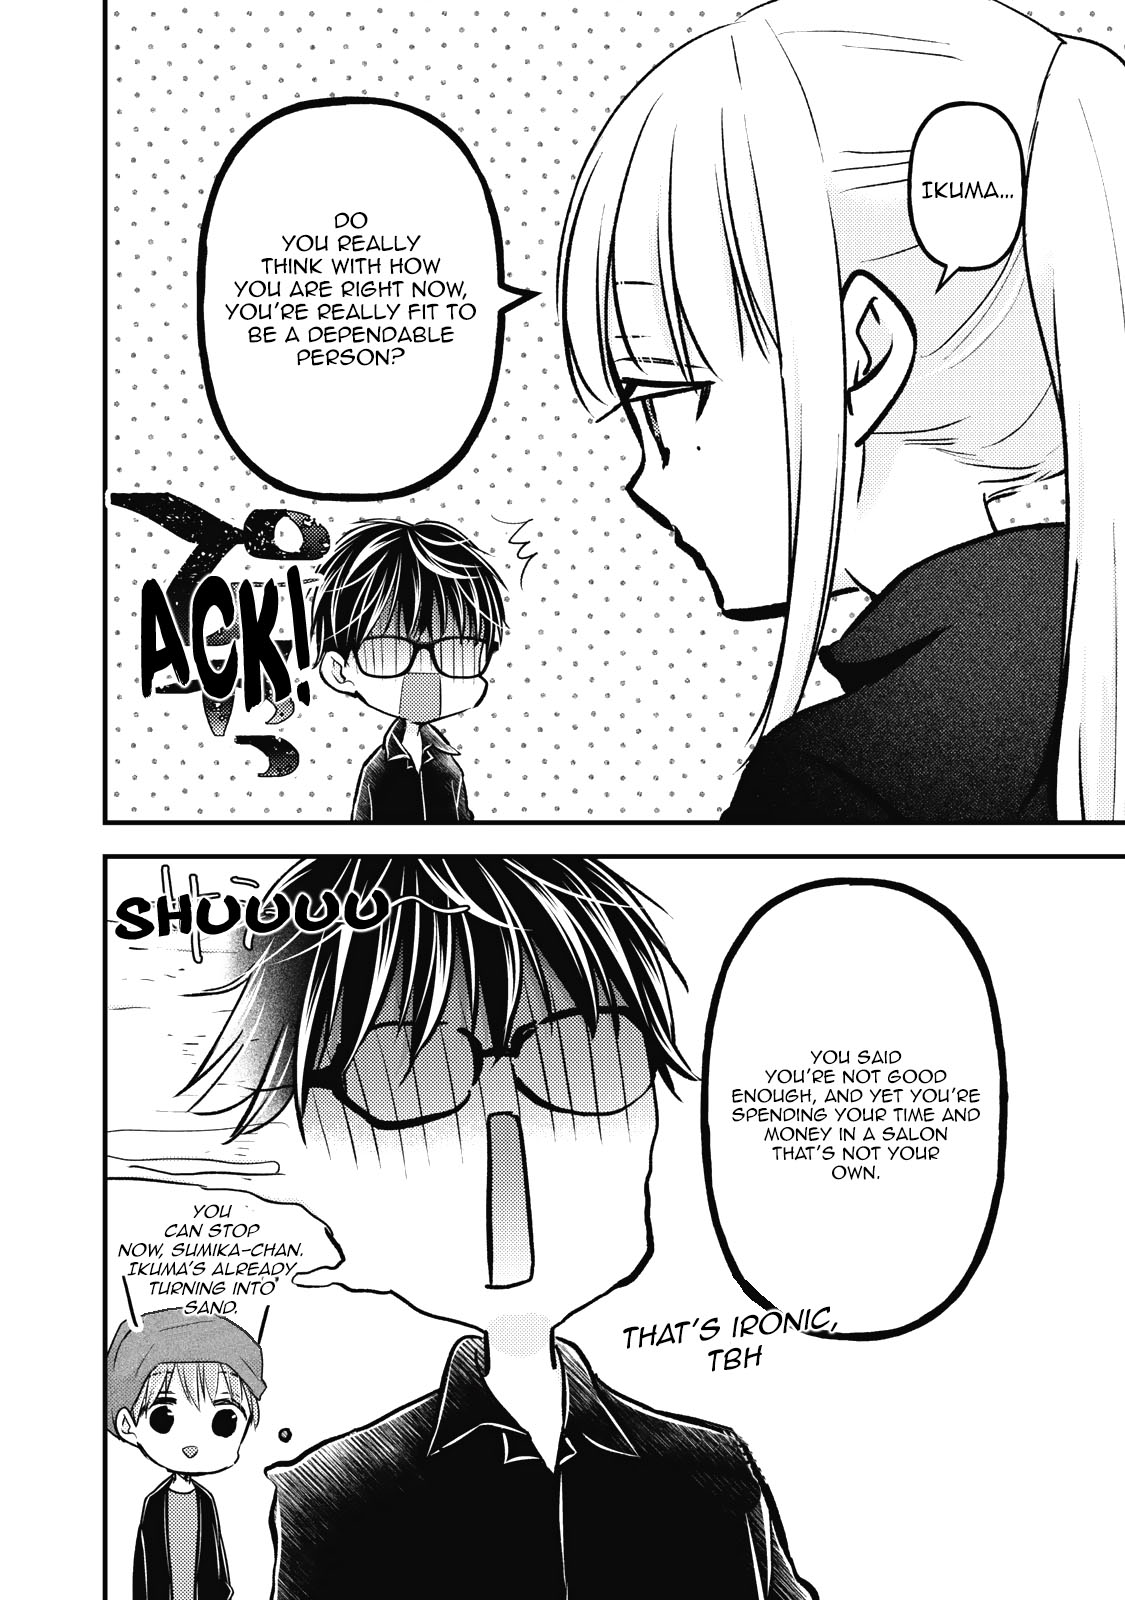 IKUMA...
DO
YOU REALLY
THINK WITH HOW
YOU ARE RIGHT NOW,
YOU'RE REALLY FIT TO
BE A DEPENDABLE
PERSON?
ACK!
YOU SAID
YOU'RE NOT GOOD
ENOUGH, AND YET YOU'RE
SPENDING YOUR TIME AND
MONEY IN A SALON
THAT'S NOT YOUR
OWN.
SHUUUU
THAT'S IRONIC,
TBH
YOU
CAN STOP
NOW, SUMIKA-CHAN.
IKUMA'S ALREADY
TURNING INTO
SAND.